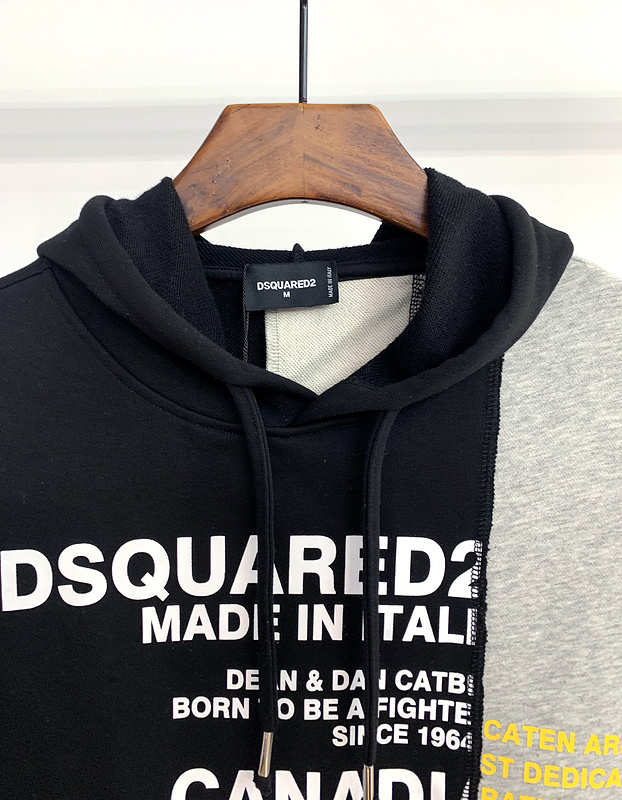 DSQUARED2
M
MADE IN ITALY
DSQUARED2
MADE IN ITAL
DEAN & DAN CATB
BORN TO BE A FIGHTE
SINCE 1964
CANADI
CATEN AR
ST DEDICA